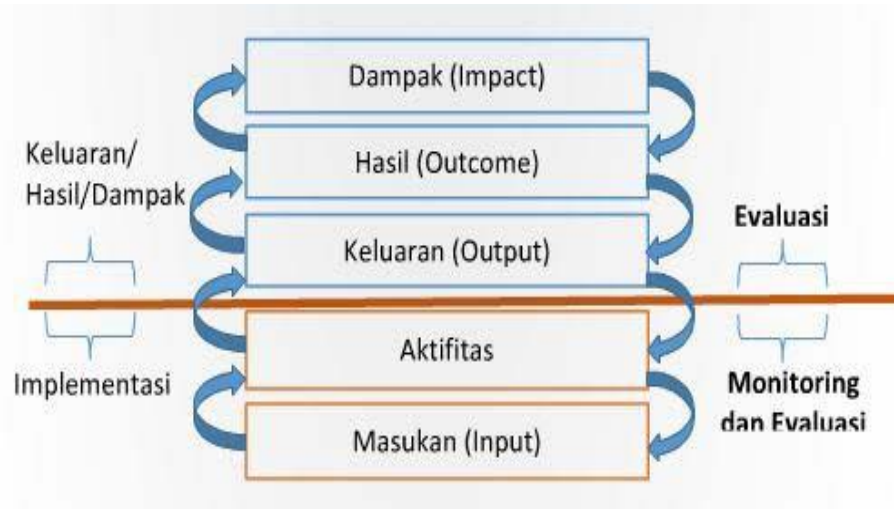 Dampak (Impact)
Hasil (Outcome)
Keluaran (Output)
Aktifitas
Masukan (Input)
Keluaran/
Hasil/Dampak
Implementasi
Evaluasi
Monitoring
dan Evaluasi